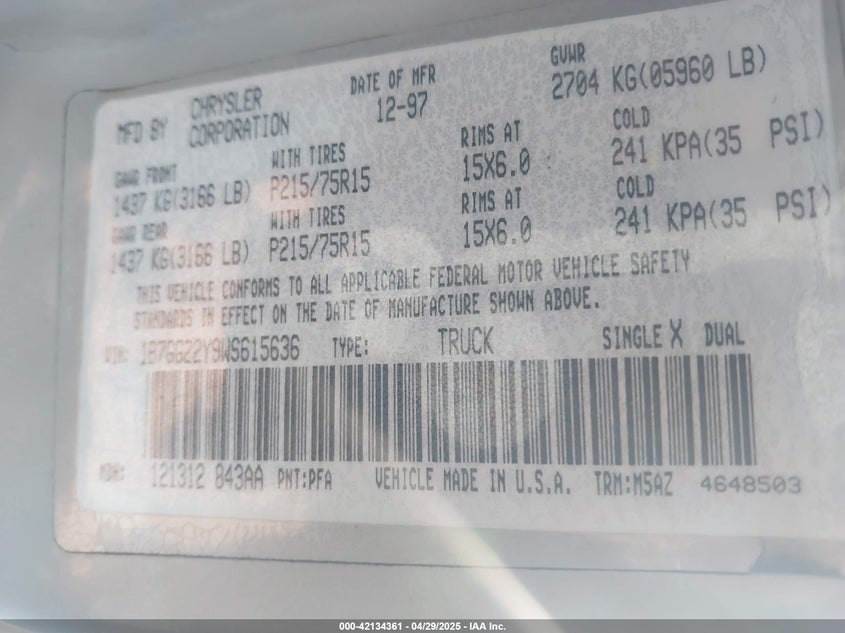 MFD BY CHRYSLER CORPORATION DATE OF MFR 12-97 GVWR 2704 KG(05960 LB)
GAWR FRONT 1437 KG(3166 LB) WITH TIRES P215/75R15 RIMS AT 15X6.0 COLD 241 KPA(35 PSI)
GAWR REAR 1437 KG(3166 LB) WITH TIRES P215/75R15 RIMS AT 15X6.0 COLD 241 KPA(35 PSI)
THIS VEHICLE CONFORMS TO ALL APPLICABLE FEDERAL MOTOR VEHICLE SAFETY
STANDARDS IN EFFECT ON THE DATE OF MANUFACTURE SHOWN ABOVE.
VIN: 1B7GG22Y9WS615636 TYPE: TRUCK SINGLE X DUAL
MDH: 121312 843AA PNT:PFA VEHICLE MADE IN U.S.A. TRM:M5AZ 4648503
000-42134361 | 04/29/2025 - IAA Inc.